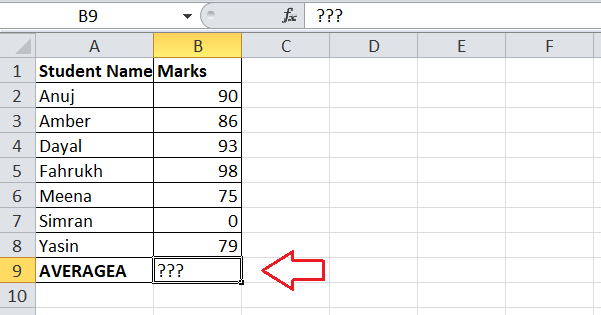 B9 fx ???
A B C D E F
1 Student Name Marks
2 Anuj 90
3 Amber 86
4 Dayal 93
5 Fahrukh 98
6 Meena 75
7 Simran 0
8 Yasin 79
9 AVERAGEA ???
10